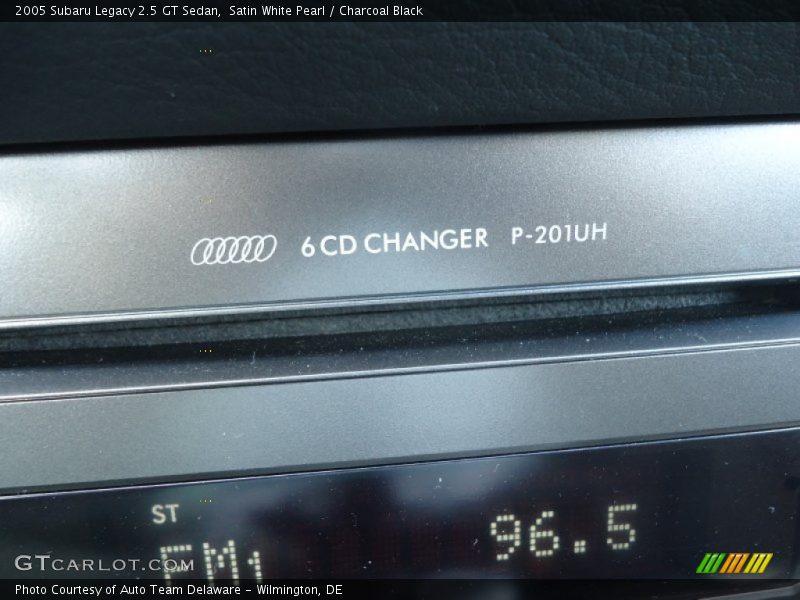 2005 Subaru Legacy 2.5 GT Sedan,  Satin White Pearl / Charcoal Black
6 CD CHANGER P-201UH
ST
FM1 96.5
GTCARLOT.COM
Photo Courtesy of Auto Team Delaware - Wilmington, DE